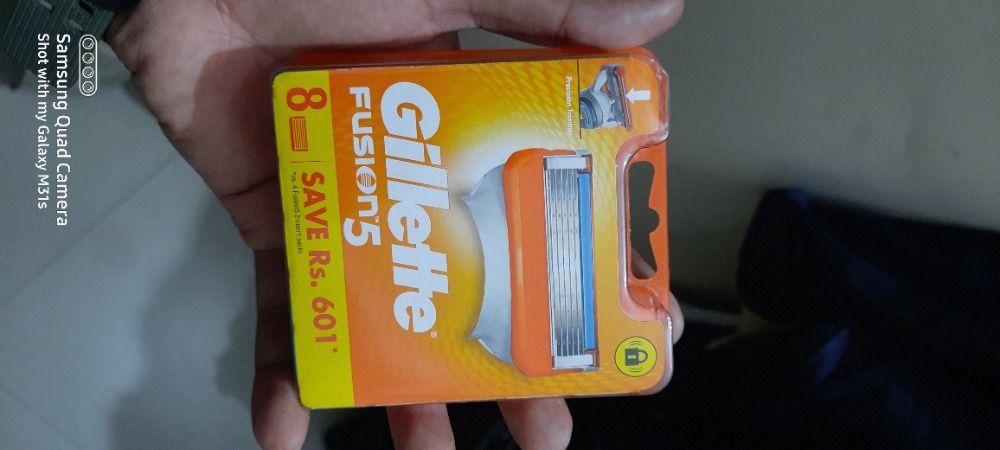 Precision Trimmer
Gillette®
FUSION5
8 | SAVE Rs. 601*
Samsung Quad Camera
Shot with my Galaxy M31s